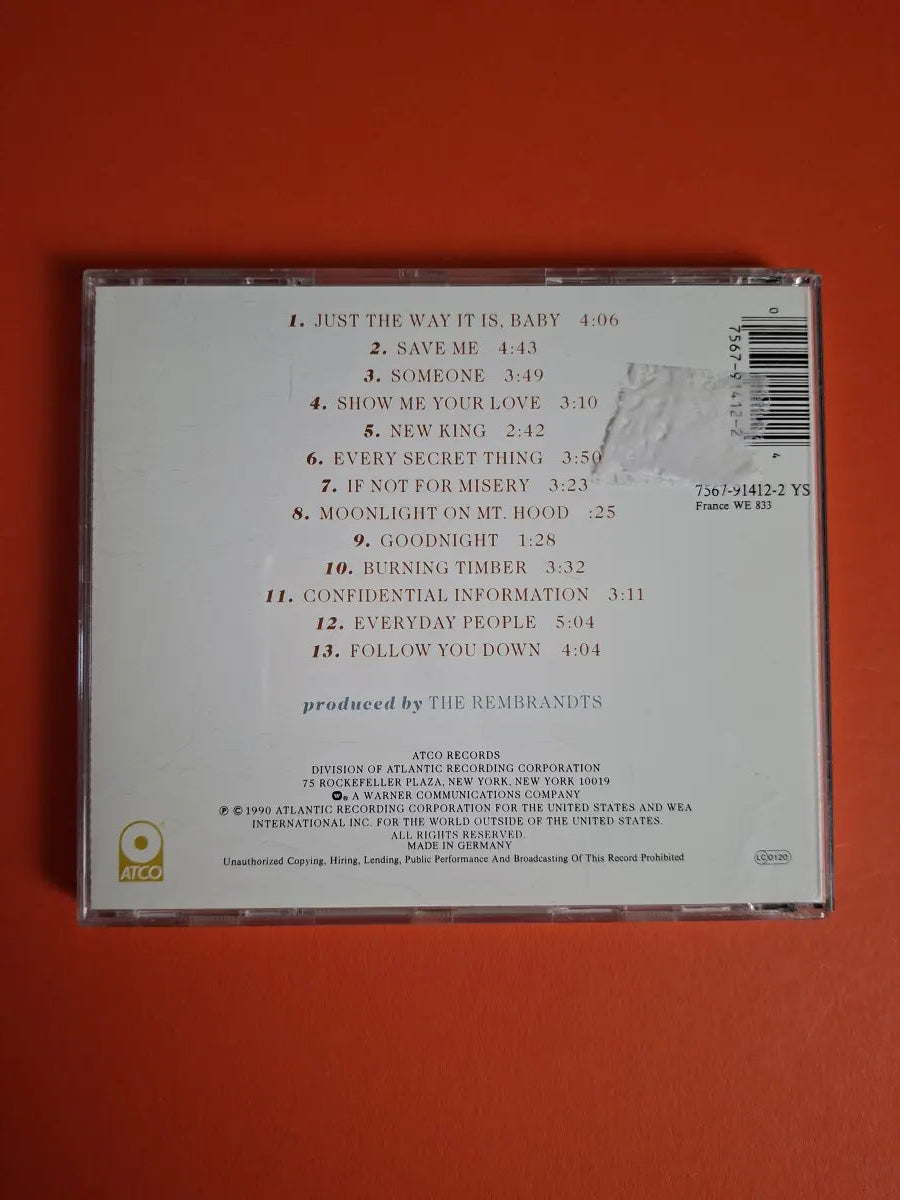 1. JUST THE WAY IT IS, BABY 4:06
2. SAVE ME 4:43
3. SOMEONE 3:49
4. SHOW ME YOUR LOVE 3:10
5. NEW KING 2:42
6. EVERY SECRET THING 3:50
7. IF NOT FOR MISERY 3:23
8. MOONLIGHT ON MT. HOOD :25
9. GOODNIGHT 1:28
10. BURNING TIMBER 3:32
11. CONFIDENTIAL INFORMATION 3:11
12. EVERYDAY PEOPLE 5:04
13. FOLLOW YOU DOWN 4:04
0
7567-91412-2
4
7567-91412-2 YS
France WE 833
produced by THE REMBRANDTS
ATCO RECORDS
DIVISION OF ATLANTIC RECORDING CORPORATION
75 ROCKEFELLER PLAZA, NEW YORK, NEW YORK 10019
W® A WARNER COMMUNICATIONS COMPANY
℗ © 1990 ATLANTIC RECORDING CORPORATION FOR THE UNITED STATES AND WEA
INTERNATIONAL INC. FOR THE WORLD OUTSIDE OF THE UNITED STATES.
ALL RIGHTS RESERVED.
MADE IN GERMANY
Unauthorized Copying, Hiring, Lending, Public Performance And Broadcasting Of This Record Prohibited
ATCO
LC 0120